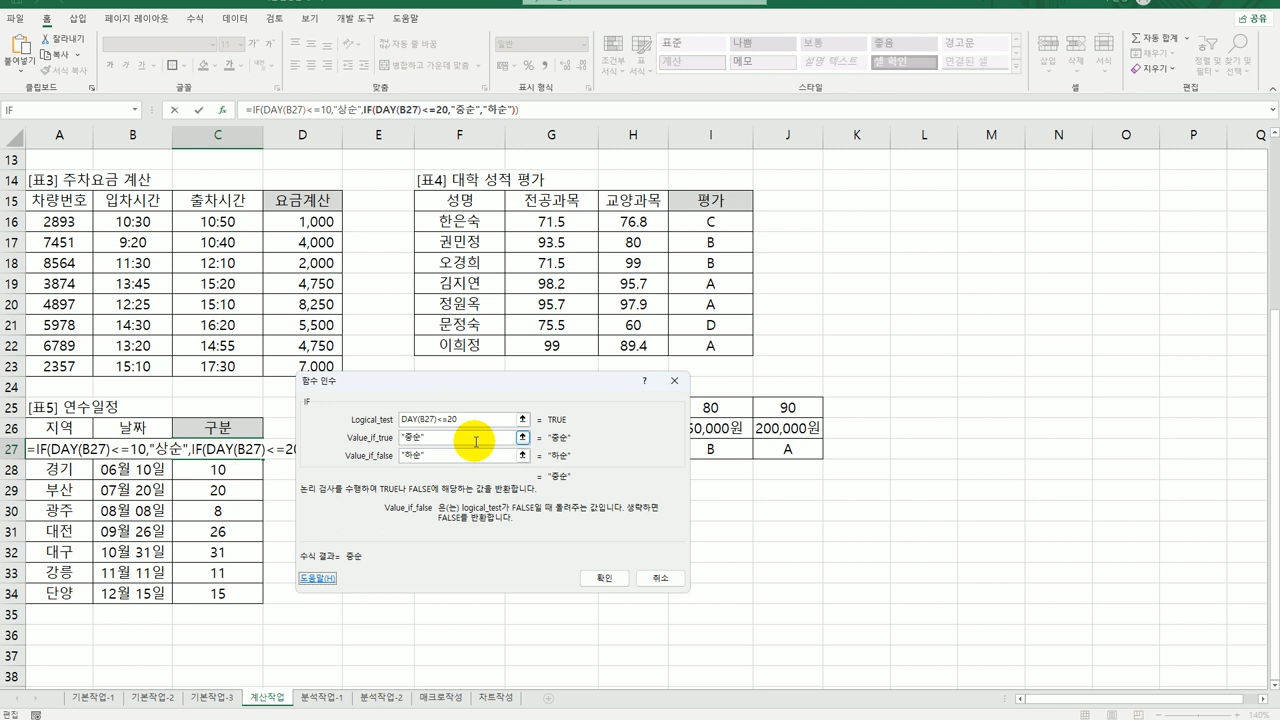 파일 홈 삽입 페이지 레이아웃 수식 데이터 검토 보기 개발 도구 도움말 공유
붙여넣기 잘라내기 복사 서식 복사
클립보드 글꼴 맞춤 표시 형식 스타일 셀 편집
11 가 가 가 가 가 자동 줄 바꿈 병합하고 가운데 맞춤 일반
조건부 서식 표 서식 표준 나쁨 보통 좋음 경고문
계산 메모 설명 텍스트 셀 확인 연결된 셀
삽입 삭제 서식 자동 합계 채우기 지우기 정렬 및 필터 찾기 및 선택
IF =IF(DAY(B27)<=10,"상순",IF(DAY(B27)<=20,"중순","하순"))
A B C D E F G H I J K L M N O P Q
13
14 [표3] 주차요금 계산 [표4] 대학 성적 평가
15 차량번호 입차시간 출차시간 요금계산 성명 전공과목 교양과목 평가
16 2893 10:30 10:50 1,000 한은숙 71.5 76.8 C
17 7451 9:20 10:40 4,000 권민정 93.5 80 B
18 8564 11:30 12:10 2,000 오경희 71.5 99 B
19 3874 13:45 15:20 4,750 김지연 98.2 95.7 A
20 4897 12:25 15:10 8,250 정원옥 95.7 97.9 A
21 5978 14:30 16:20 5,500 문정숙 75.5 60 D
22 6789 13:20 14:55 4,750 이희정 99 89.4 A
23 2357 15:10 17:30 7,000
24
25 [표5] 연수일정 80 90
26 지역 날짜 구분 50,000원 200,000원
27 =IF(DAY(B27)<=10,"상순",IF(DAY(B27)<=20 B A
28 경기 06월 10일 10
29 부산 07월 20일 20
30 광주 08월 08일 8
31 대전 09월 26일 26
32 대구 10월 31일 31
33 강릉 11월 11일 11
34 단양 12월 15일 15
35
36
37
38
함수 인수 ?
IF
Logical_test DAY(B27)<=20 = TRUE
Value_if_true "중순" = "중순"
Value_if_false "하순" = "하순"
= "중순"
논리 검사를 수행하여 TRUE나 FALSE에 해당하는 값을 반환합니다.
Value_if_false 은(는) logical_test가 FALSE일 때 돌려주는 값입니다. 생략하면
FALSE를 반환합니다.
수식 결과= 중순
도움말(H) 확인 취소
기본작업-1 기본작업-2 기본작업-3 계산작업 분석작업-1 분석작업-2 매크로작성 차트작성
편집 140%